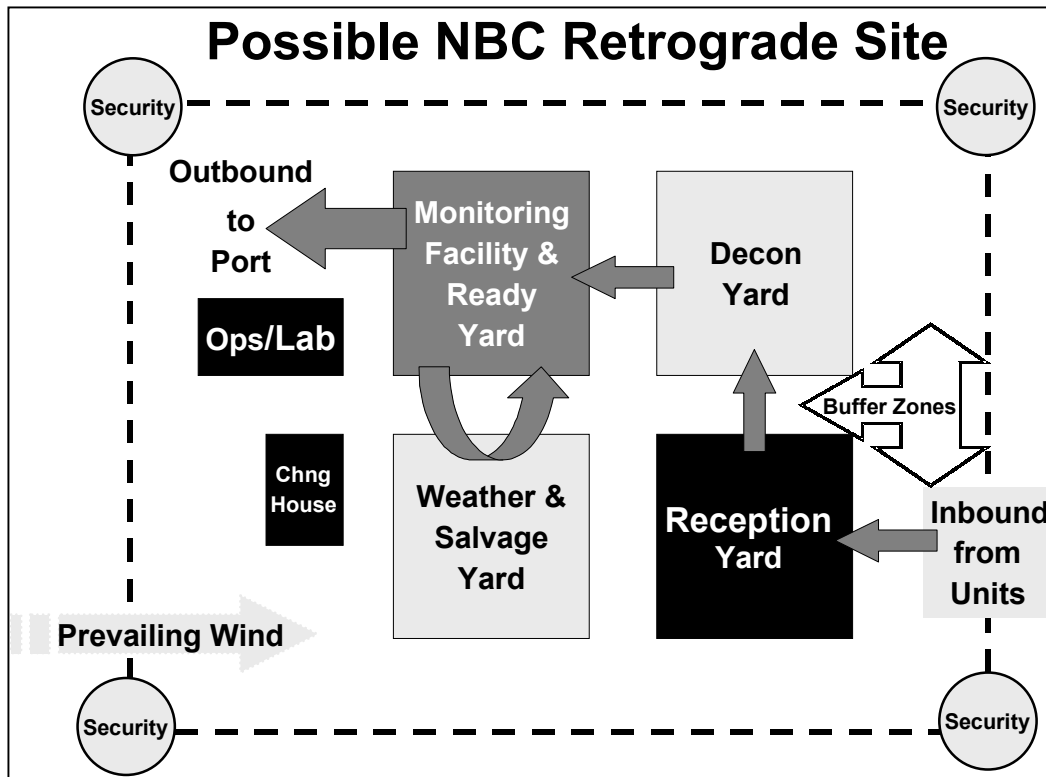 Possible NBC Retrograde Site
Security
Security
Outbound
to
Port
Monitoring
Facility &
Ready
Yard
Decon
Yard
Ops/Lab
Buffer Zones
Chng
House
Weather &
Salvage
Yard
Reception
Yard
Inbound
from
Units
Prevailing Wind
Security
Security